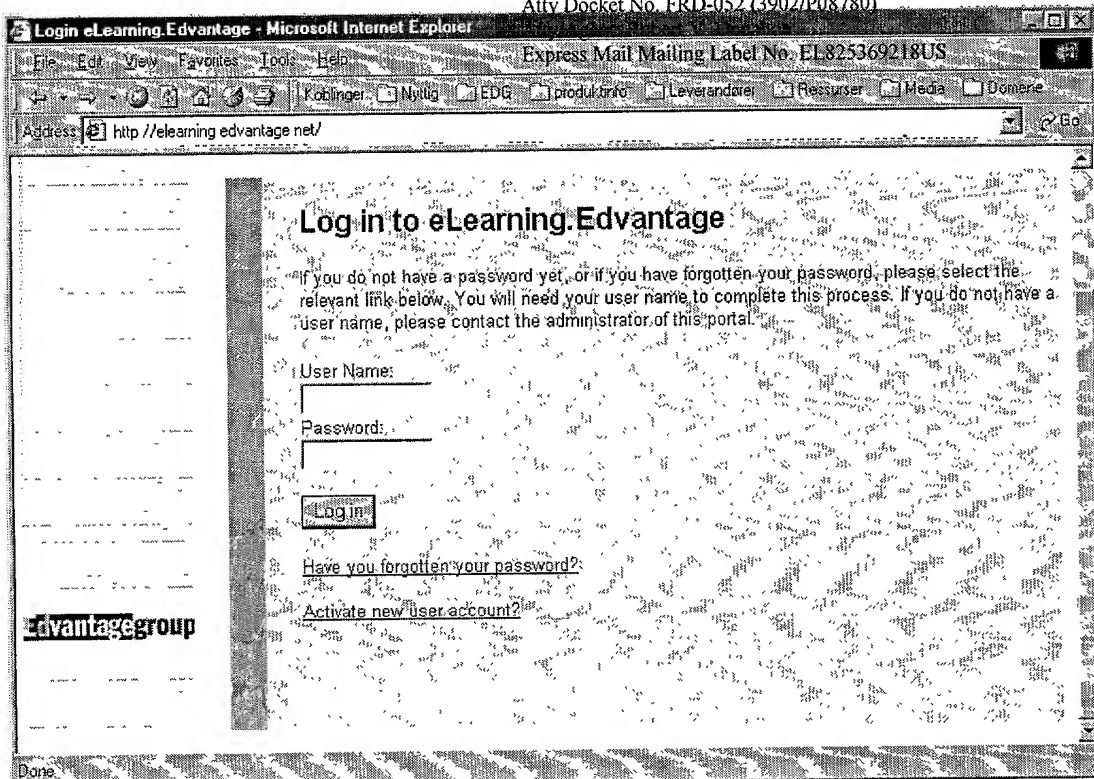 Atty Docket No. FRD-052 (3902/P08780)
Login eLearning.Edvantage - Microsoft Internet Explorer
Express Mail Mailing Label No. EL825369218US
File Edit View Favorites Tools Help
Koblinger Nyttig EDG produktinfo Leverandører Ressurser Media Domene
Address http //elearning edvantage net/ Go
Log in to eLearning.Edvantage
If you do not have a password yet, or if you have forgotten your password, please select the
relevant link below. You will need your user name to complete this process. If you do not have a
user name, please contact the administrator of this portal.
User Name:
Password:
Log in
Have you forgotten your password?
Activate new user account?
Edvantagegroup
Done